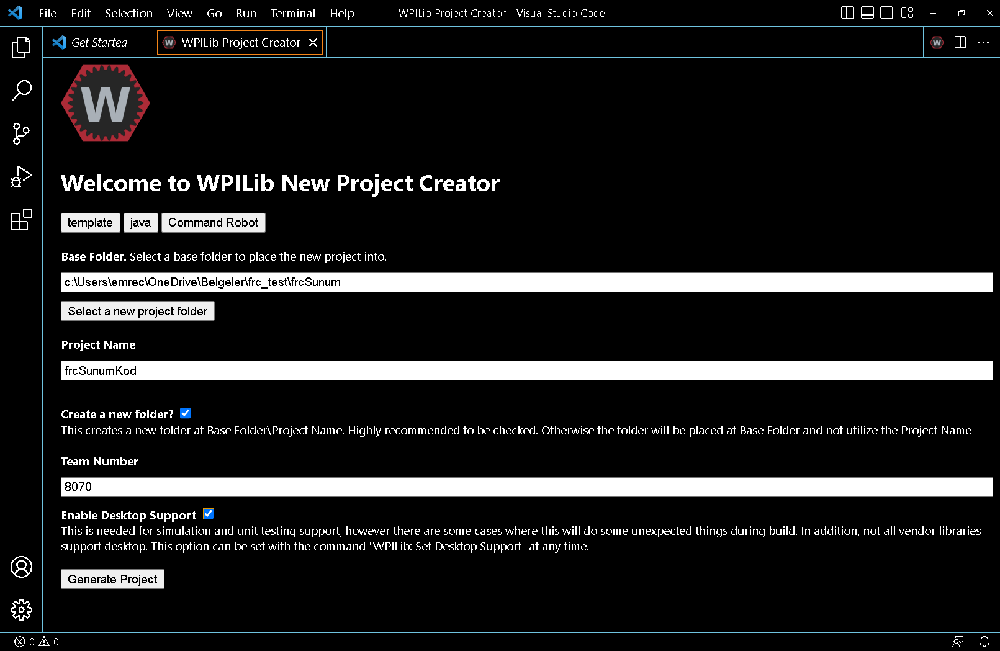 File Edit Selection View Go Run Terminal Help WPILib Project Creator - Visual Studio Code
Get Started WPILib Project Creator
W
Welcome to WPILib New Project Creator
template java Command Robot
Base Folder. Select a base folder to place the new project into.
c:\Users\emrec\OneDrive\Belgeler\frc_test\frcSunum
Select a new project folder
Project Name
frcSunumKod
Create a new folder?
This creates a new folder at Base Folder\Project Name. Highly recommended to be checked. Otherwise the folder will be placed at Base Folder and not utilize the Project Name
Team Number
8070
Enable Desktop Support
This is needed for simulation and unit testing support, however there are some cases where this will do some unexpected things during build. In addition, not all vendor libraries
support desktop. This option can be set with the command "WPILib: Set Desktop Support" at any time.
Generate Project
0 0